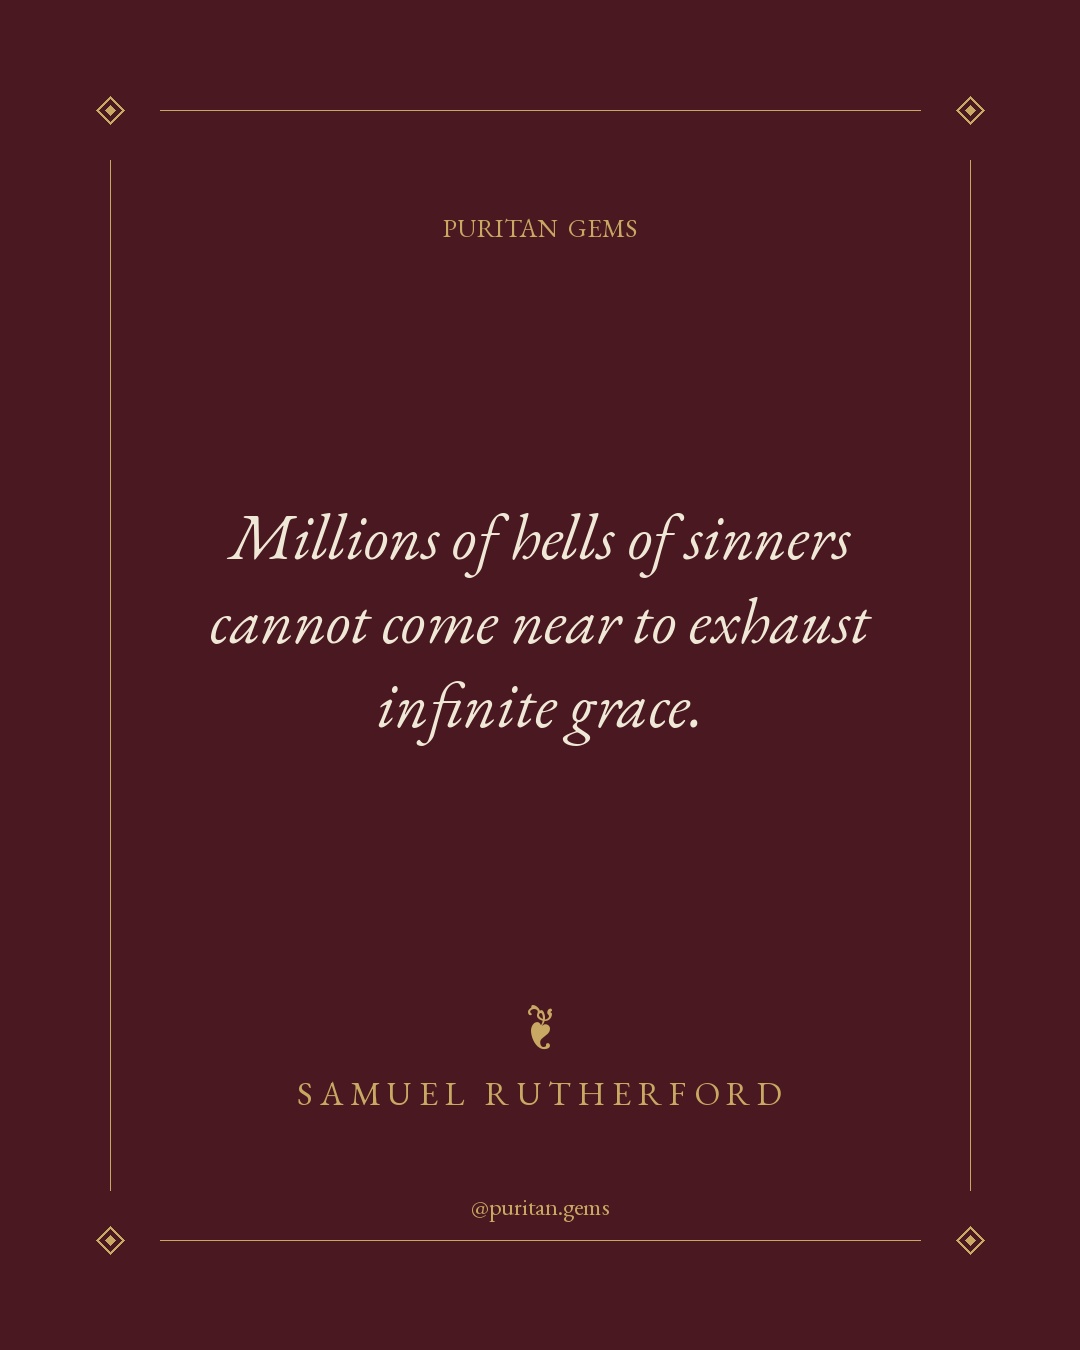 PURITAN GEMS
Millions of hells of sinners
cannot come near to exhaust
infinite grace.
SAMUEL RUTHERFORD
@puritan.gems